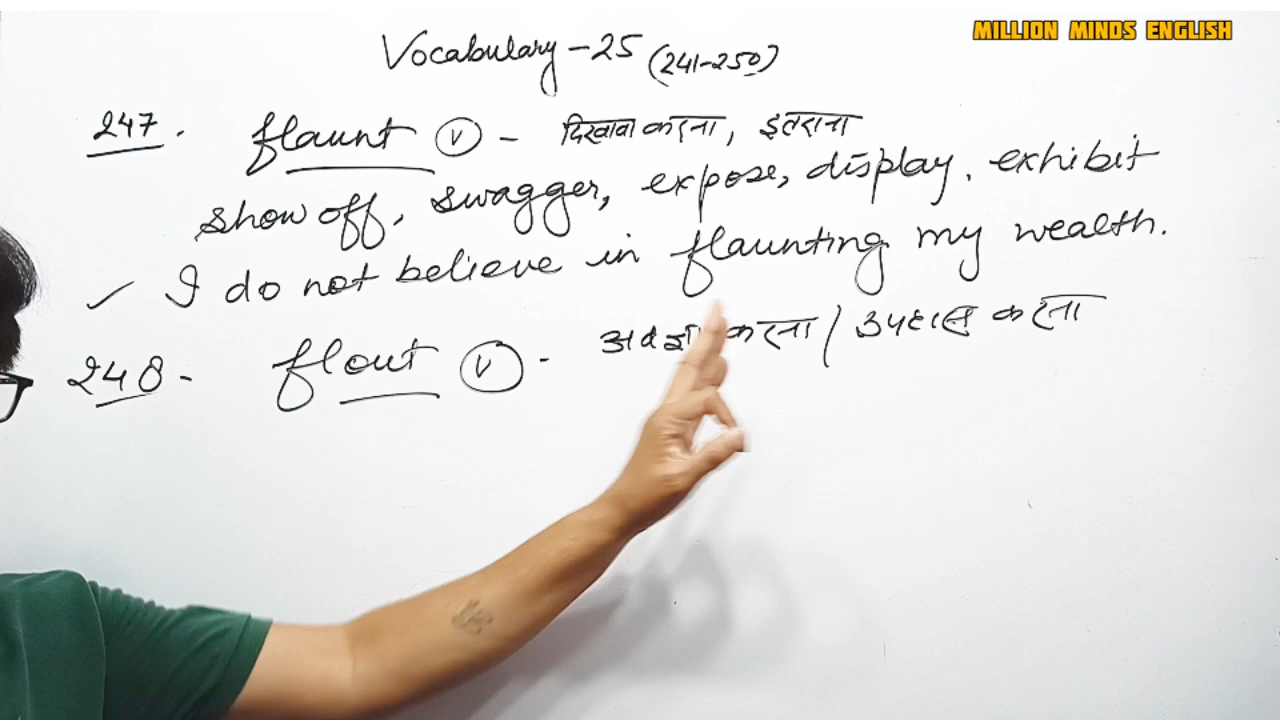 MILLION MINDS ENGLISH
Vocabulary - 25 (241-250)
247. flaunt (v) - दिखावा करना, इतराना
show off, swagger, expose, display, exhibit
✓ I do not believe in flaunting my wealth.
248 - flout (v) - अवज्ञा करना / उपहास करना